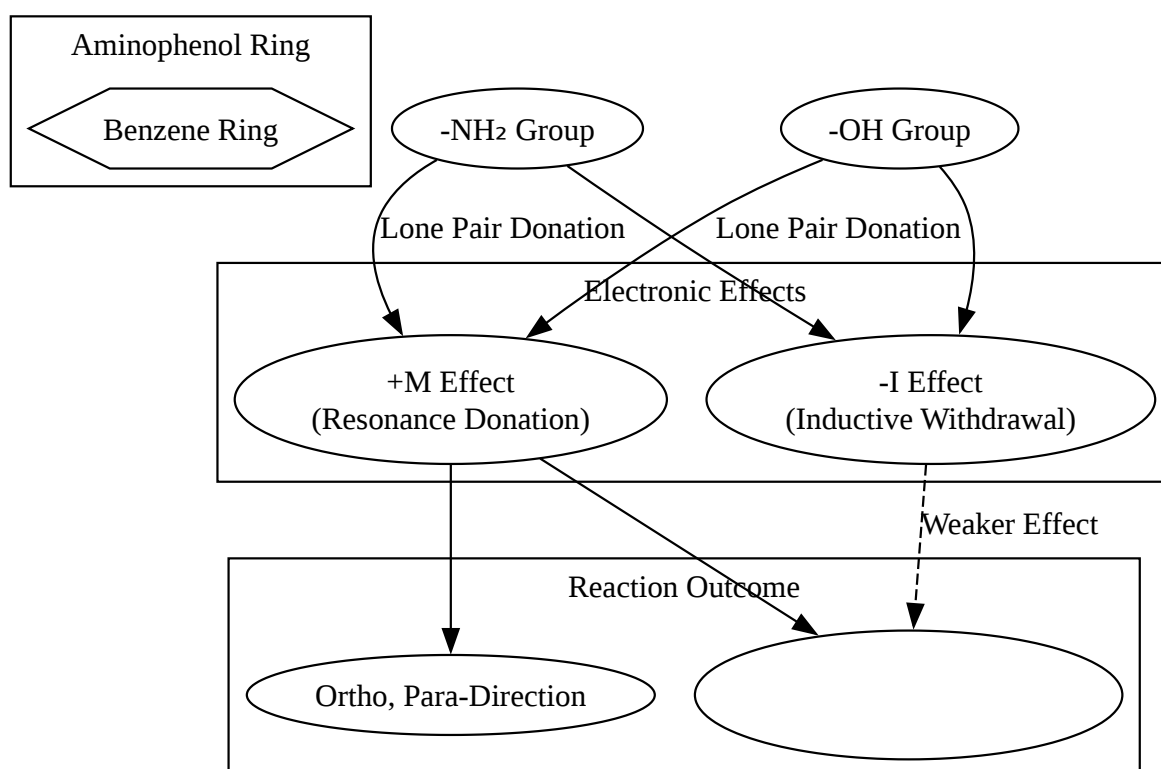 Aminophenol Ring
Benzene Ring
-NH₂ Group
-OH Group
Lone Pair Donation
Lone Pair Donation
Electronic Effects
+M Effect
(Resonance Donation)
-I Effect
(Inductive Withdrawal)
Weaker Effect
Reaction Outcome
Ortho, Para-Direction